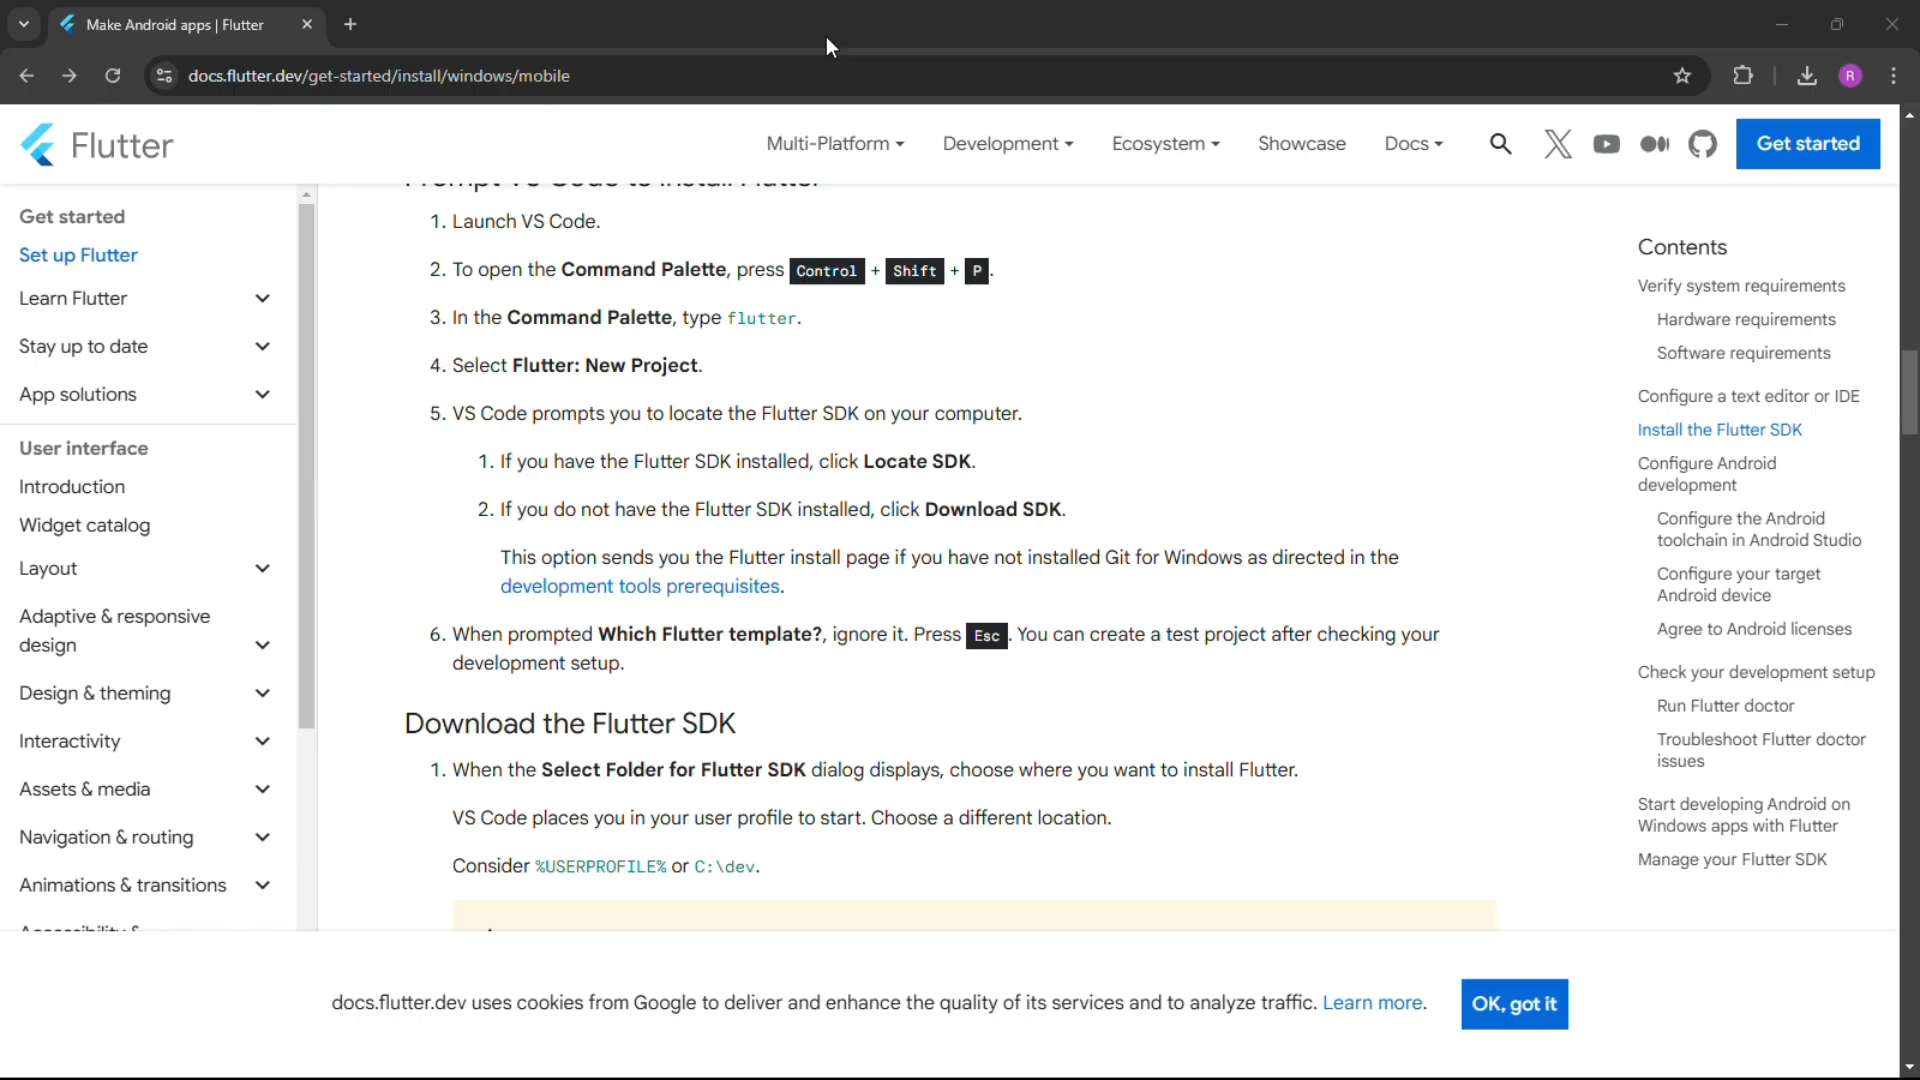 Make Android apps | Flutter
docs.flutter.dev/get-started/install/windows/mobile
R
Flutter
Multi-Platform
Development
Ecosystem
Showcase
Docs
Get started
Get started
Set up Flutter
Learn Flutter
Stay up to date
App solutions
User interface
Introduction
Widget catalog
Layout
Adaptive & responsive
design
Design & theming
Interactivity
Assets & media
Navigation & routing
Animations & transitions
Accessibility &
Prompt VS Code to install Flutter
1. Launch VS Code.
2. To open the Command Palette, press Control + Shift + P.
3. In the Command Palette, type flutter.
4. Select Flutter: New Project.
5. VS Code prompts you to locate the Flutter SDK on your computer.
1. If you have the Flutter SDK installed, click Locate SDK.
2. If you do not have the Flutter SDK installed, click Download SDK.
This option sends you the Flutter install page if you have not installed Git for Windows as directed in the
development tools prerequisites.
6. When prompted Which Flutter template?, ignore it. Press Esc. You can create a test project after checking your
development setup.
Download the Flutter SDK
1. When the Select Folder for Flutter SDK dialog displays, choose where you want to install Flutter.
VS Code places you in your user profile to start. Choose a different location.
Consider %USERPROFILE% or C:\dev.
Contents
Verify system requirements
Hardware requirements
Software requirements
Configure a text editor or IDE
Install the Flutter SDK
Configure Android
development
Configure the Android
toolchain in Android Studio
Configure your target
Android device
Agree to Android licenses
Check your development setup
Run Flutter doctor
Troubleshoot Flutter doctor
issues
Start developing Android on
Windows apps with Flutter
Manage your Flutter SDK
docs.flutter.dev uses cookies from Google to deliver and enhance the quality of its services and to analyze traffic. Learn more.
OK, got it